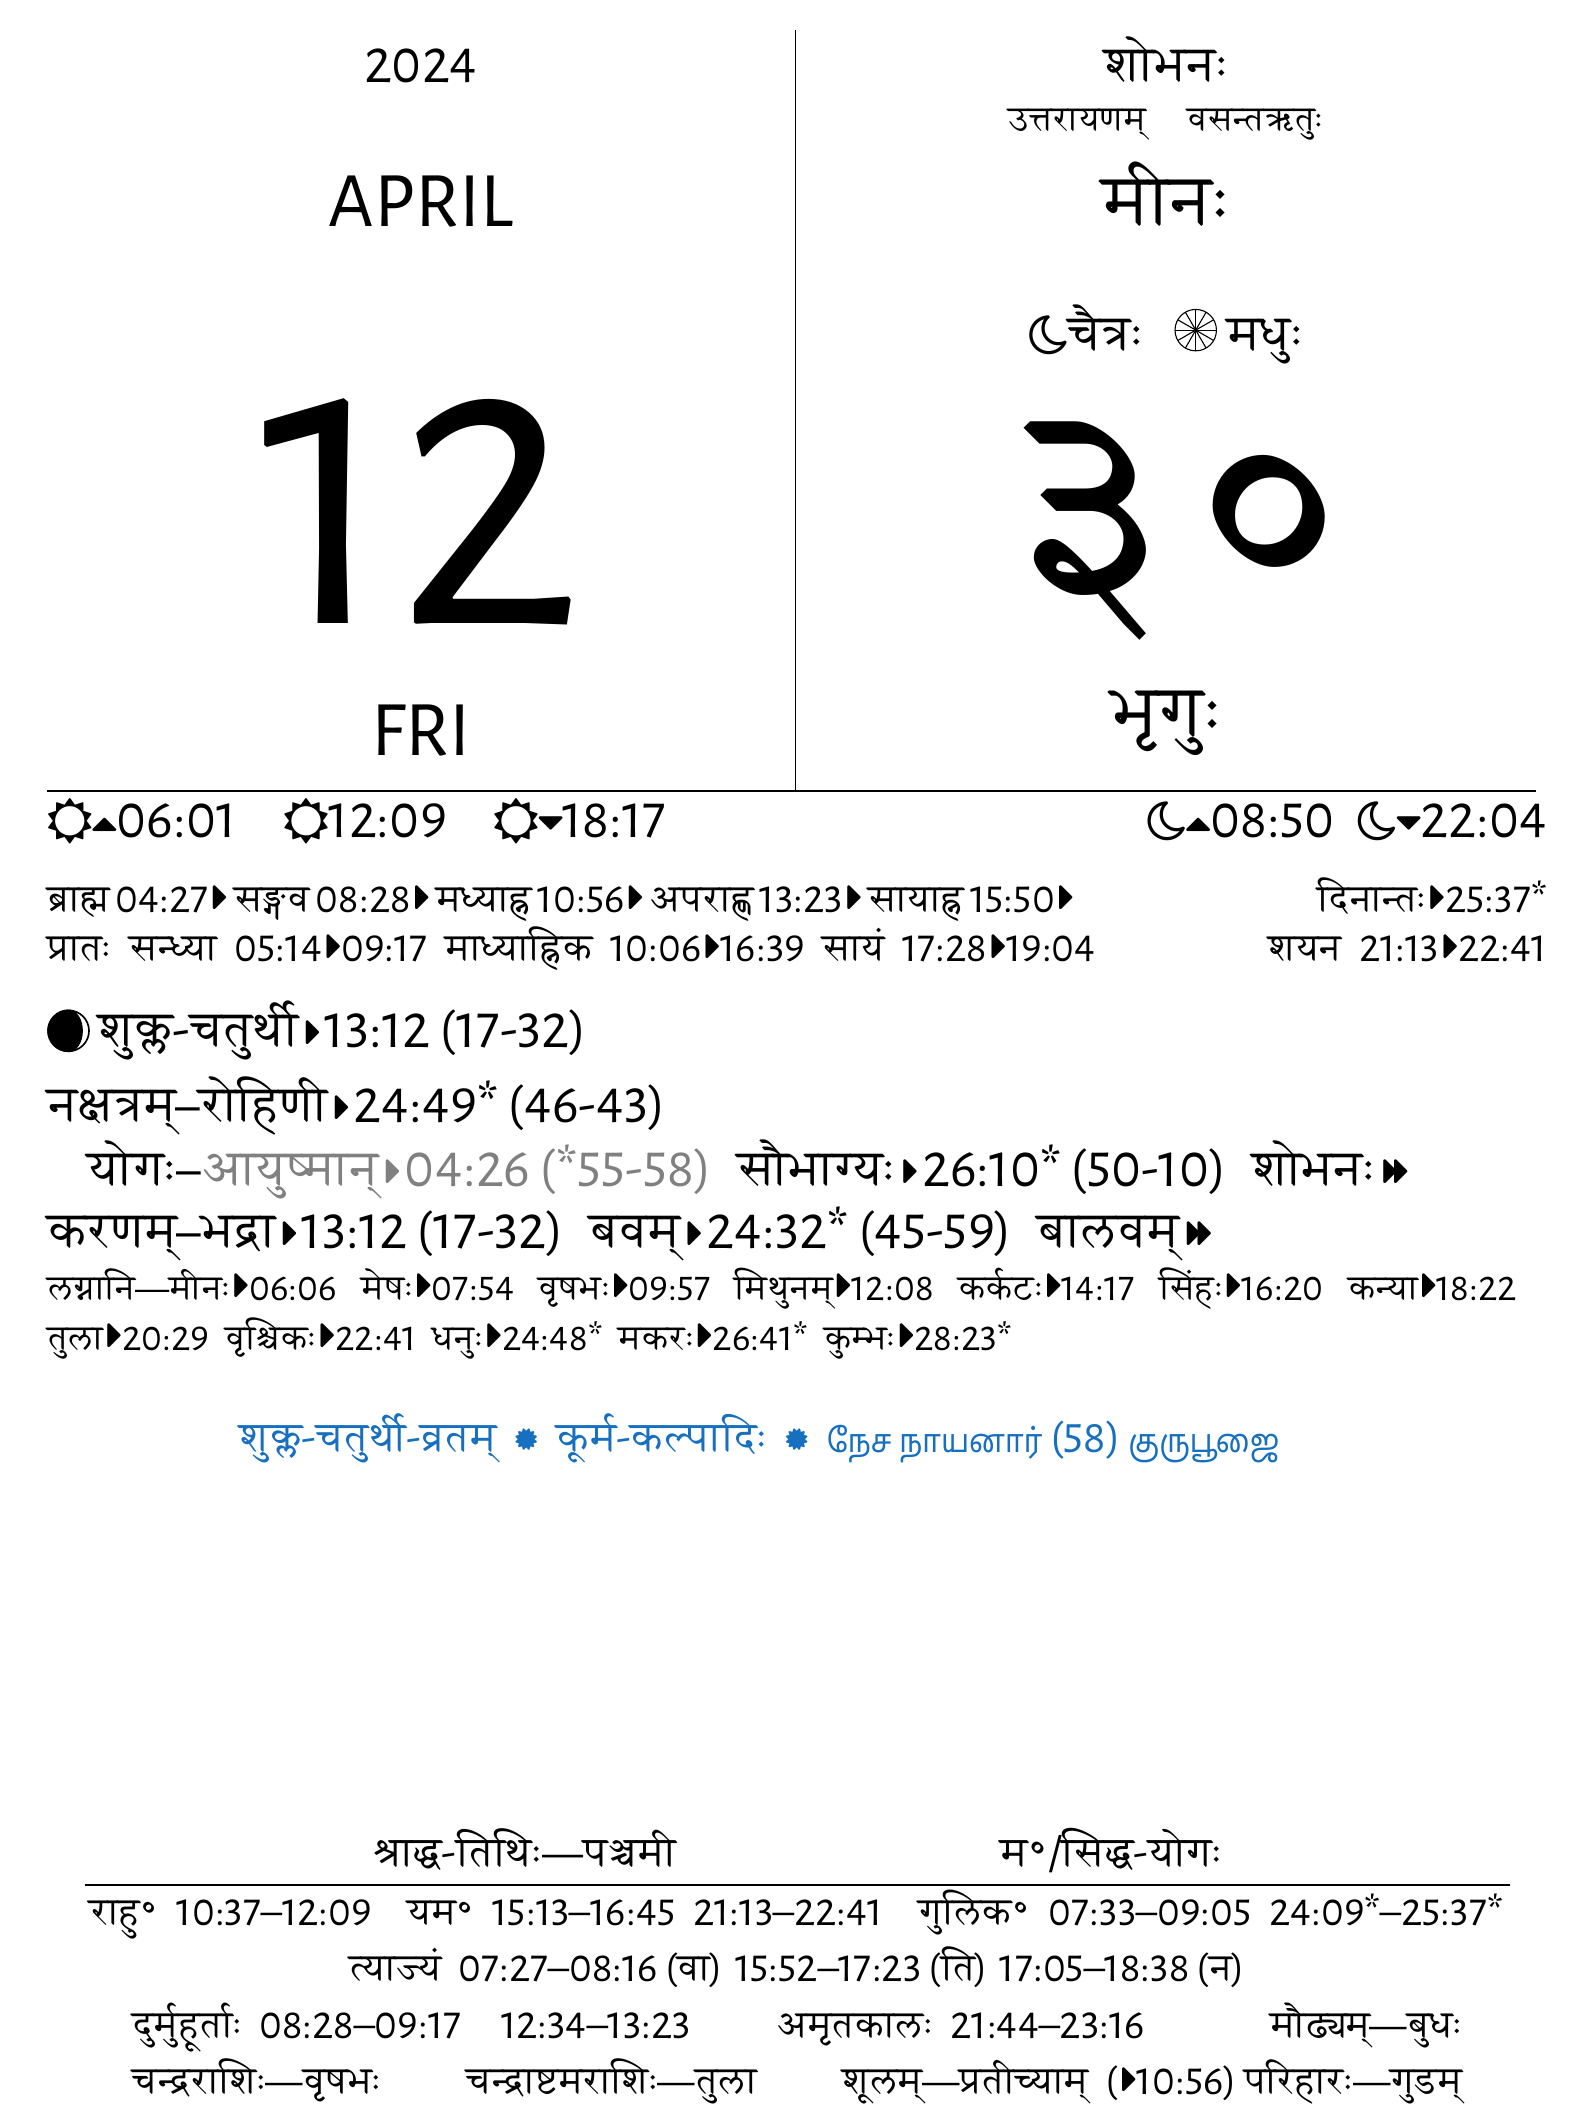 2024
APRIL
12
FRI
शोभनः
उत्तरायणम् वसन्तऋतुः
मीनः
चैत्रः मधुः
३०
भृगुः
06:01 12:09 18:17 08:50 22:04
ब्राह्म 04:27 सङ्गव 08:28 मध्याह्न 10:56 अपराह्ण 13:23 सायाह्न 15:50 दिनान्तः 25:37*
प्रातः सन्ध्या 05:14 09:17 माध्याह्निक 10:06 16:39 सायं 17:28 19:04 शयन 21:13 22:41
शुक्ल-चतुर्थी 13:12 (17-32)
नक्षत्रम्–रोहिणी 24:49* (46-43)
योगः–आयुष्मान् 04:26 (*55-58) सौभाग्यः 26:10* (50-10) शोभनः
करणम्–भद्रा 13:12 (17-32) बवम् 24:32* (45-59) बालवम्
लग्नानि—मीनः 06:06 मेषः 07:54 वृषभः 09:57 मिथुनम् 12:08 कर्कटः 14:17 सिंहः 16:20 कन्या 18:22
तुला 20:29 वृश्चिकः 22:41 धनुः 24:48* मकरः 26:41* कुम्भः 28:23*
शुक्ल-चतुर्थी-व्रतम् कूर्म-कल्पादिः நேச நாயனார் (58) குருபூஜை
श्राद्ध-तिथिः—पञ्चमी म॰/सिद्ध-योगः
राहु॰ 10:37–12:09 यम॰ 15:13–16:45 21:13–22:41 गुलिक॰ 07:33–09:05 24:09*–25:37*
त्याज्यं 07:27–08:16 (वा) 15:52–17:23 (ति) 17:05–18:38 (न)
दुर्मुहूर्ताः 08:28–09:17 12:34–13:23 अमृतकालः 21:44–23:16 मौढ्यम्—बुधः
चन्द्रराशिः—वृषभः चन्द्राष्टमराशिः—तुला शूलम्—प्रतीच्याम् (10:56) परिहारः—गुडम्